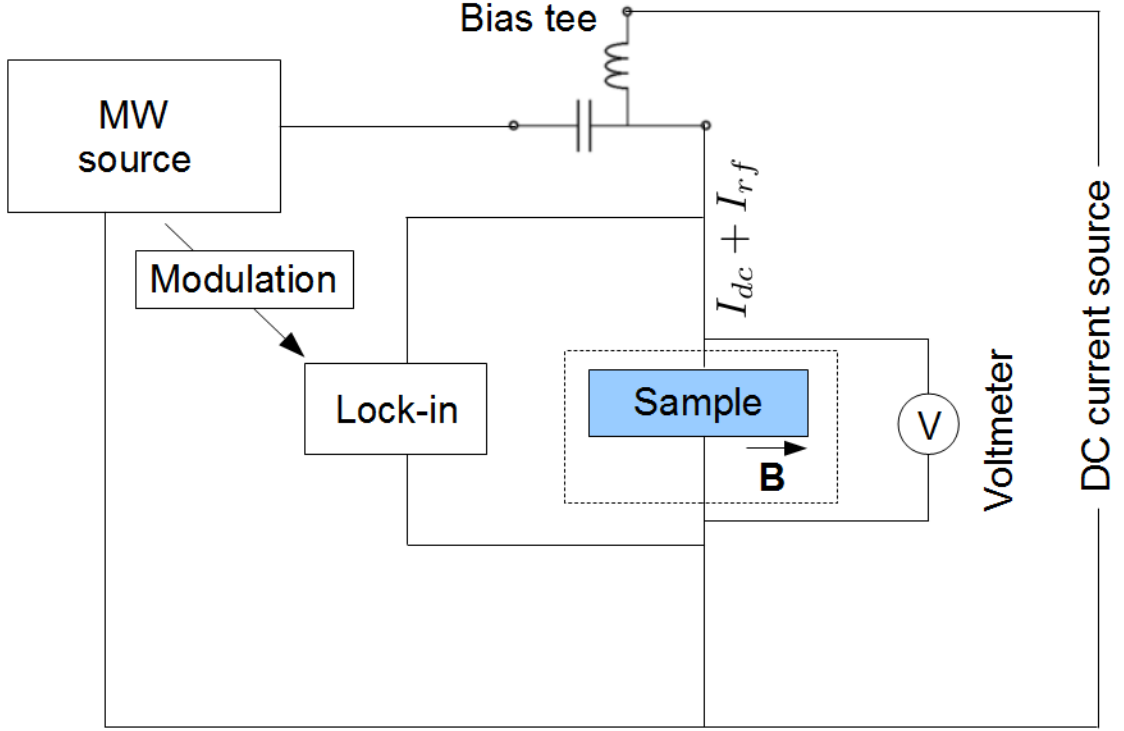 Bias tee
MW
source
Modulation
Lock-in
I_{dc} + I_{rf}
Sample
B
V
Voltmeter
DC current source